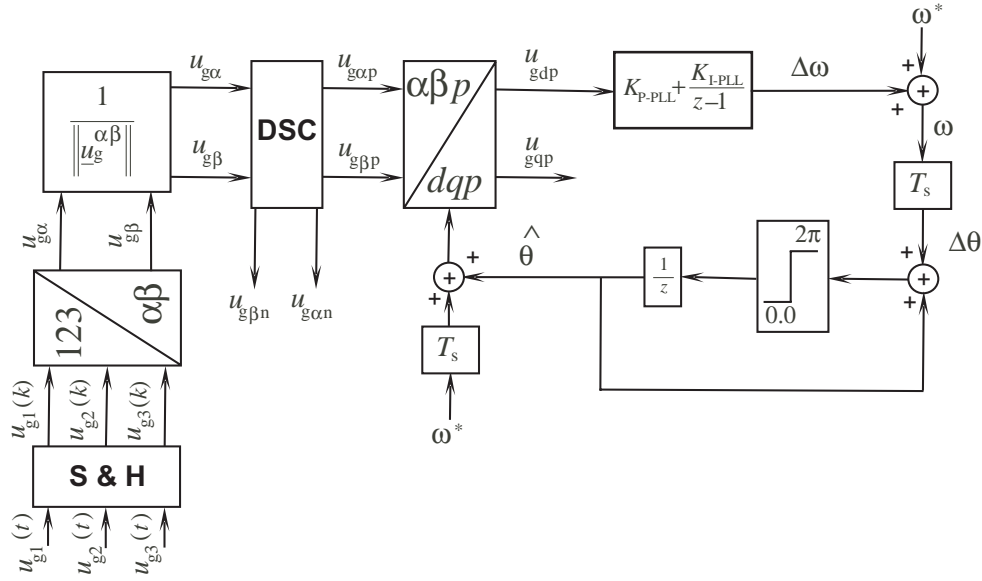 ω*
u_gα
u_gαp
u_gdp
1
‖u_g^αβ‖
DSC
αβp
dqp
K_P-PLL + K_I-PLL / z−1
Δω
+
+
ω
u_gβ
u_gβp
u_gqp
T_s
u_gα
u_gβ
u_gβn
u_gαn
123
αβ
+
+
θ̂
1/z
2π
0.0
+
+
Δθ
T_s
ω*
u_g1(k)
u_g2(k)
u_g3(k)
S & H
u_g1(t)
u_g2(t)
u_g3(t)